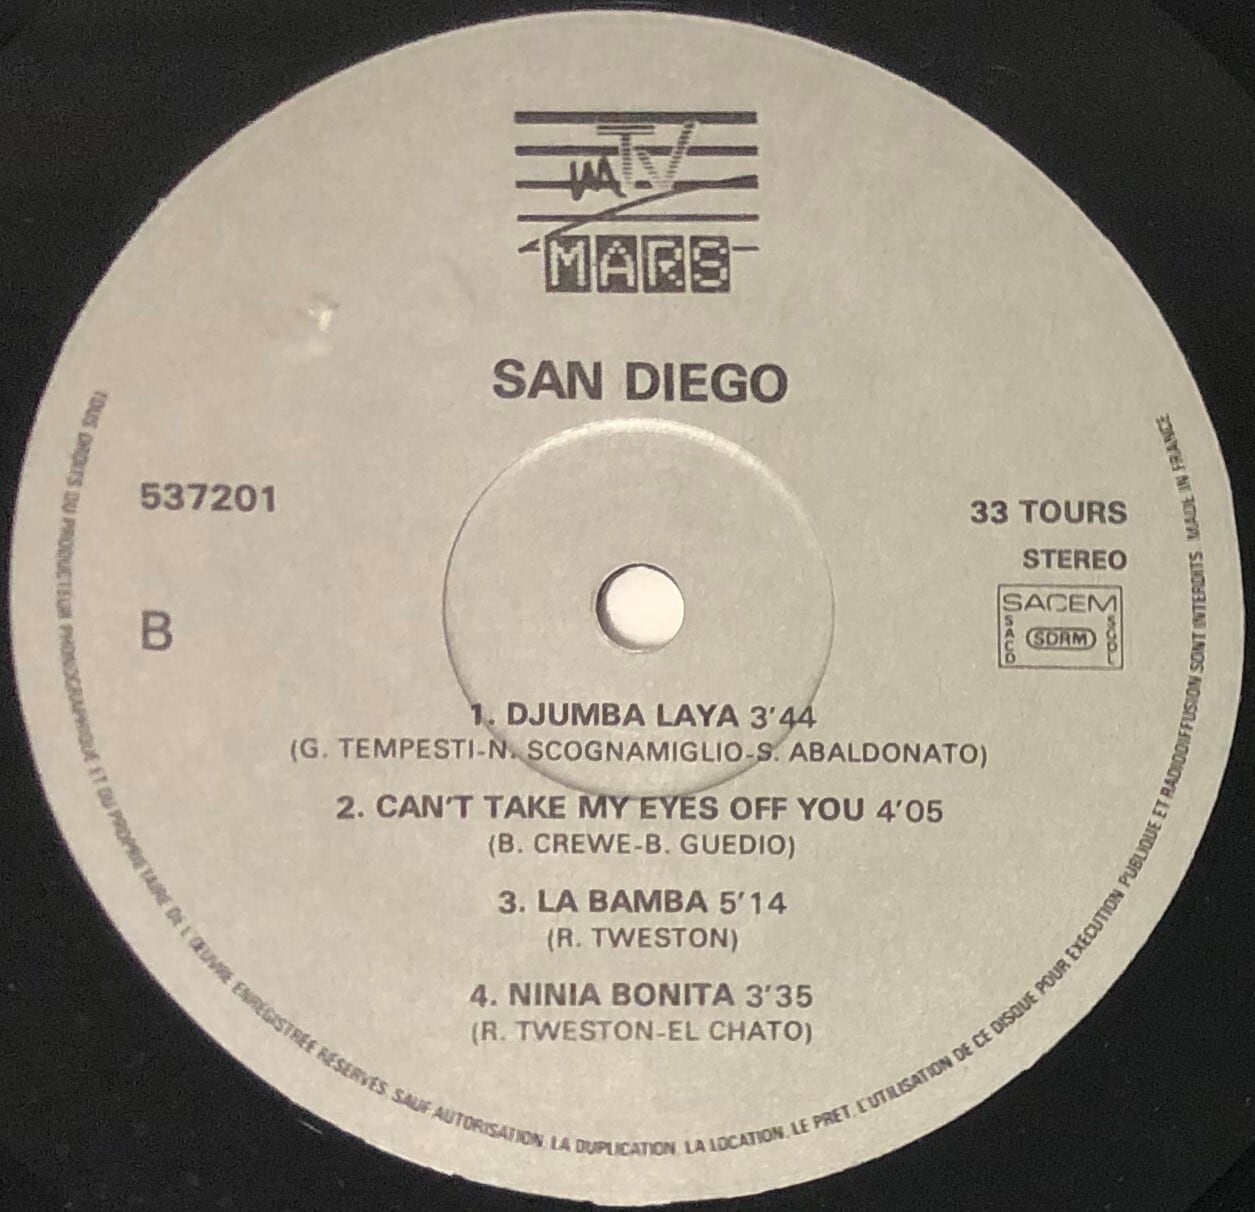 TV
MARS
SAN DIEGO
537201
33 TOURS
STEREO
SACEM
SACD
SDRM
SGDL
B
1. DJUMBA LAYA 3'44
(G. TEMPESTI-N. SCOGNAMIGLIO-S. ABALDONATO)
2. CAN'T TAKE MY EYES OFF YOU 4'05
(B. CREWE-B. GUEDIO)
3. LA BAMBA 5'14
(R. TWESTON)
4. NINIA BONITA 3'35
(R. TWESTON-EL CHATO)
TOUS DROITS DU PRODUCTEUR PHONOGRAPHIQUE ET DU PROPRIETAIRE DE L'ŒUVRE ENREGISTREE RESERVES. SAUF AUTORISATION, LA DUPLICATION, LA LOCATION, LE PRET, L'UTILISATION DE CE DISQUE POUR EXECUTION PUBLIQUE ET RADIODIFFUSION SONT INTERDITS. MADE IN FRANCE